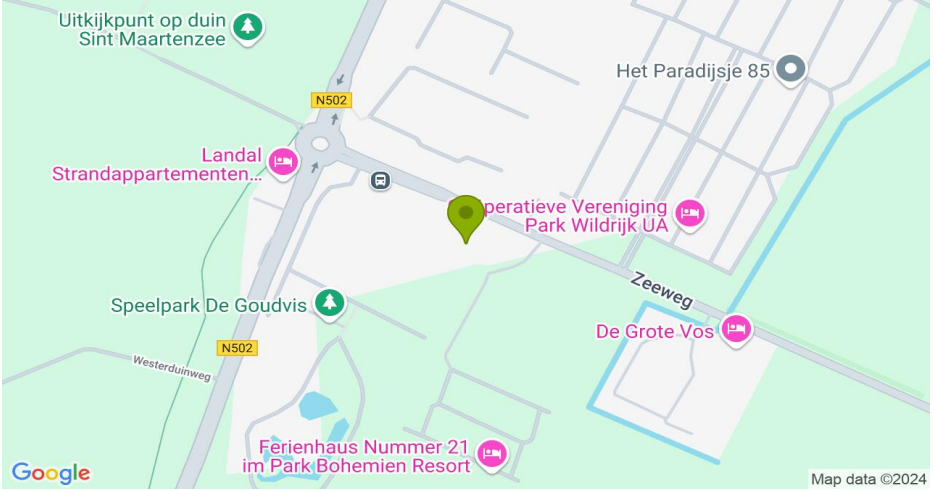 Uitkijkpunt op duin
Sint Maartenzee
Het Paradijsje 85
N502
Landal
Strandappartementen...
peratieve Vereniging
Park Wildrijk UA
Zeeweg
Speelpark De Goudvis
De Grote Vos
N502
Westerduinweg
Ferienhaus Nummer 21
im Park Bohemien Resort
Google
Map data ©2024